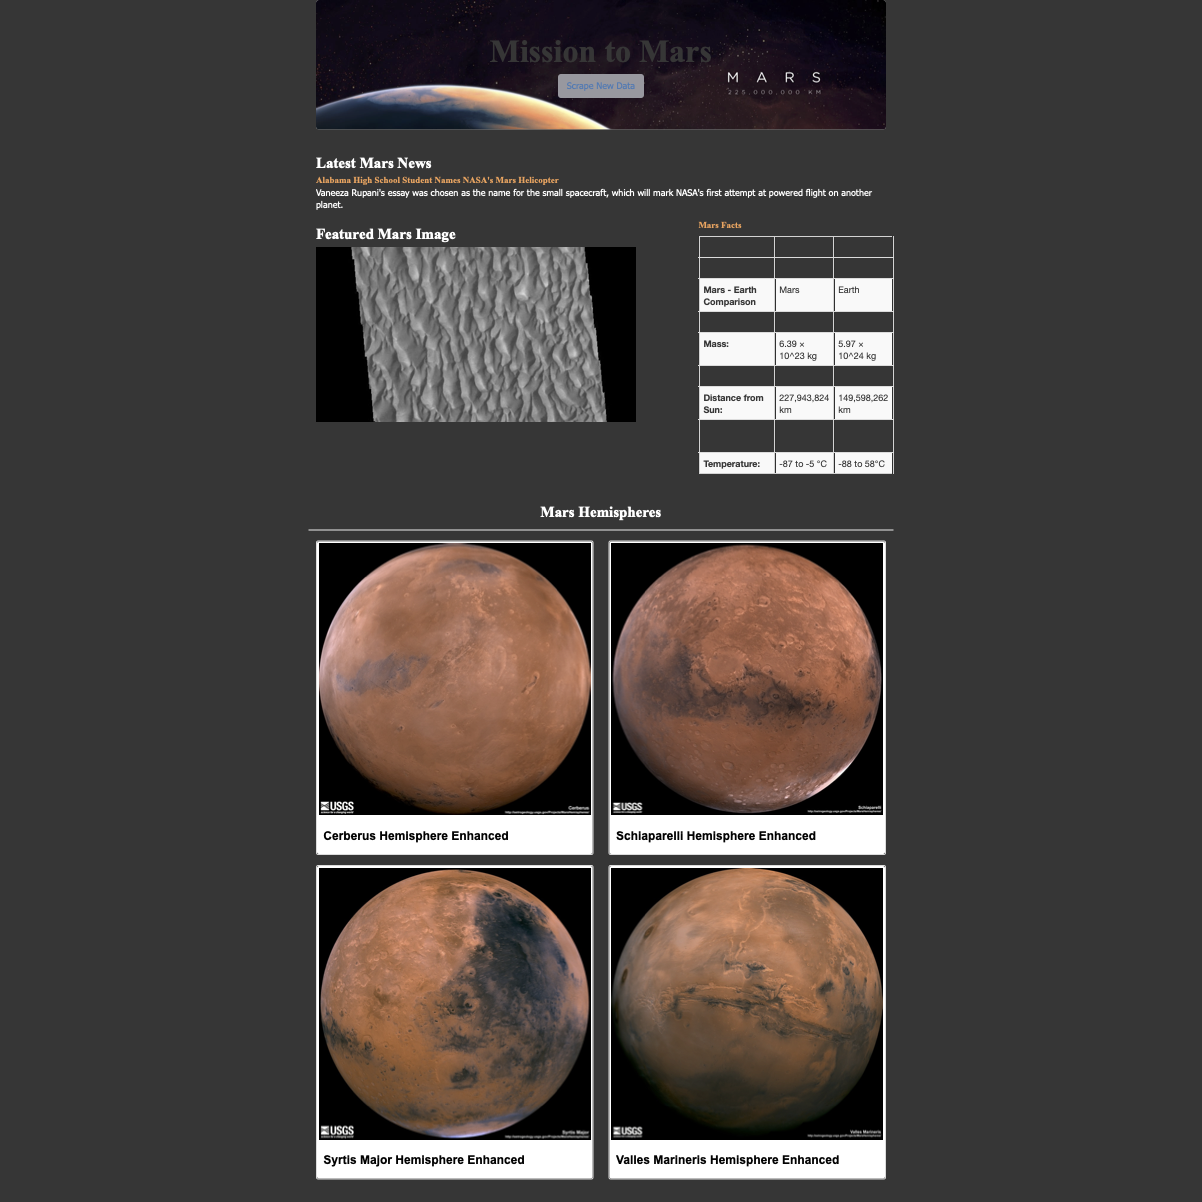 Mission to Mars
Scrape New Data
MARS
225.000.000 KM
Latest Mars News
Alabama High School Student Names NASA's Mars Helicopter
Vaneeza Rupani's essay was chosen as the name for the small spacecraft, which will mark NASA's first attempt at powered flight on another
planet.
Featured Mars Image
Mars Facts
Mars - Earth Comparison Mars Earth
Mass: 6.39 × 10^23 kg 5.97 × 10^24 kg
Distance from Sun: 227,943,824 km 149,598,262 km
Temperature: -87 to -5 °C -88 to 58°C
Mars Hemispheres
USGS
Cerberus
Cerberus Hemisphere Enhanced
USGS
Schiaparelli
Schiaparelli Hemisphere Enhanced
USGS
Syrtis Major
Syrtis Major Hemisphere Enhanced
USGS
Valles Marineris
Valles Marineris Hemisphere Enhanced